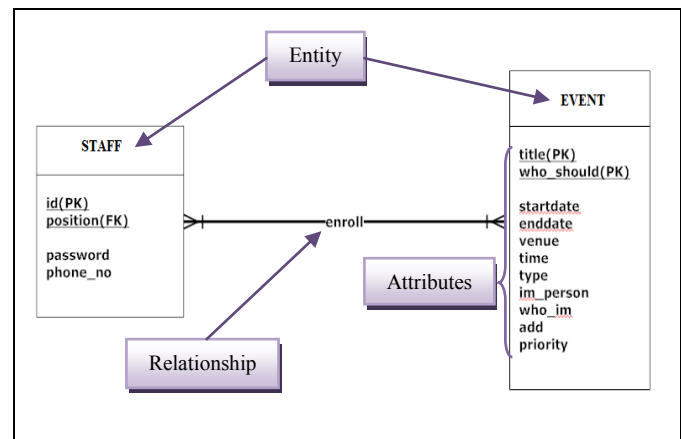 Entity
EVENT
STAFF
title(PK)
who_should(PK)
id(PK)
position(FK)
startdate
enddate
enroll
venue
password
time
phone_no
type
Attributes
im_person
who_im
add
priority
Relationship